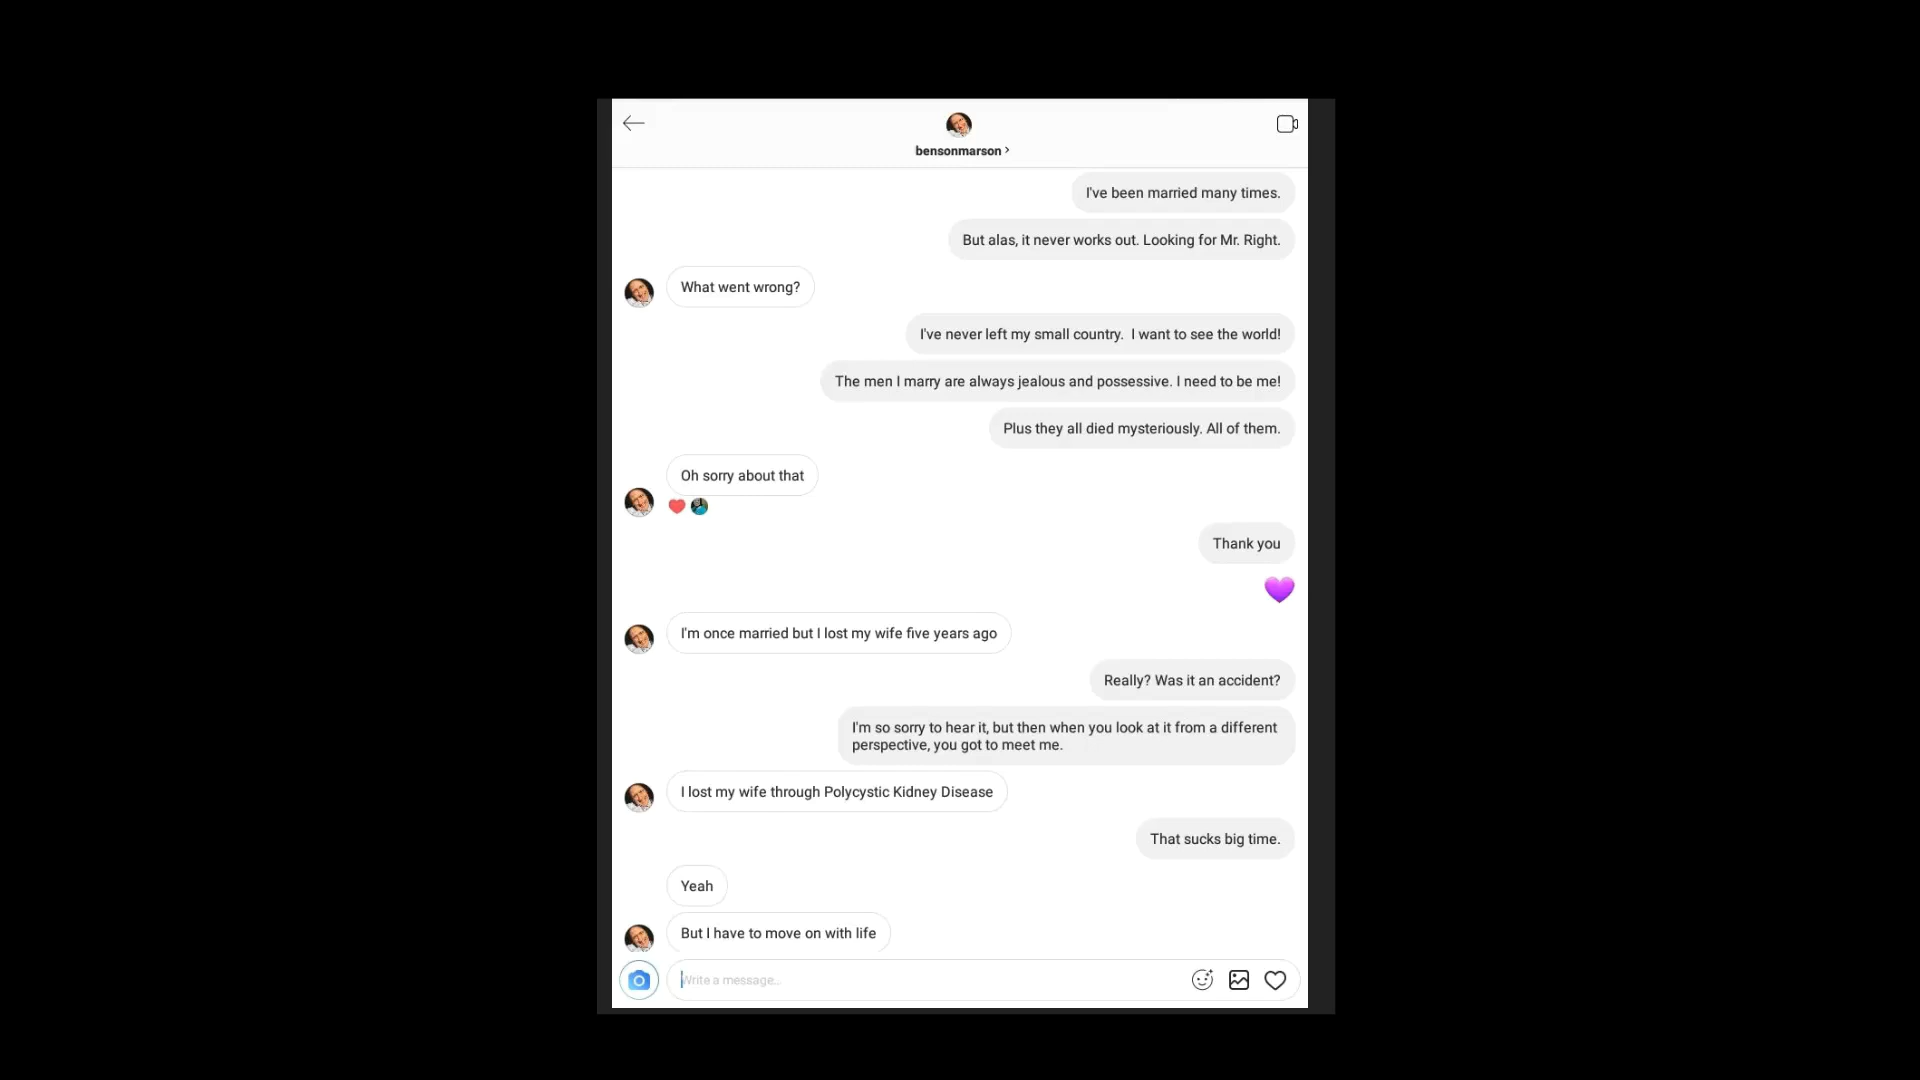 bensonmarson
I've been married many times.
But alas, it never works out. Looking for Mr. Right.
What went wrong?
I've never left my small country.  I want to see the world!
The men I marry are always jealous and possessive. I need to be me!
Plus they all died mysteriously. All of them.
Oh sorry about that
Thank you
I'm once married but I lost my wife five years ago
Really? Was it an accident?
I'm so sorry to hear it, but then when you look at it from a different
perspective, you got to meet me.
I lost my wife through Polycystic Kidney Disease
That sucks big time.
Yeah
But I have to move on with life
Write a message...